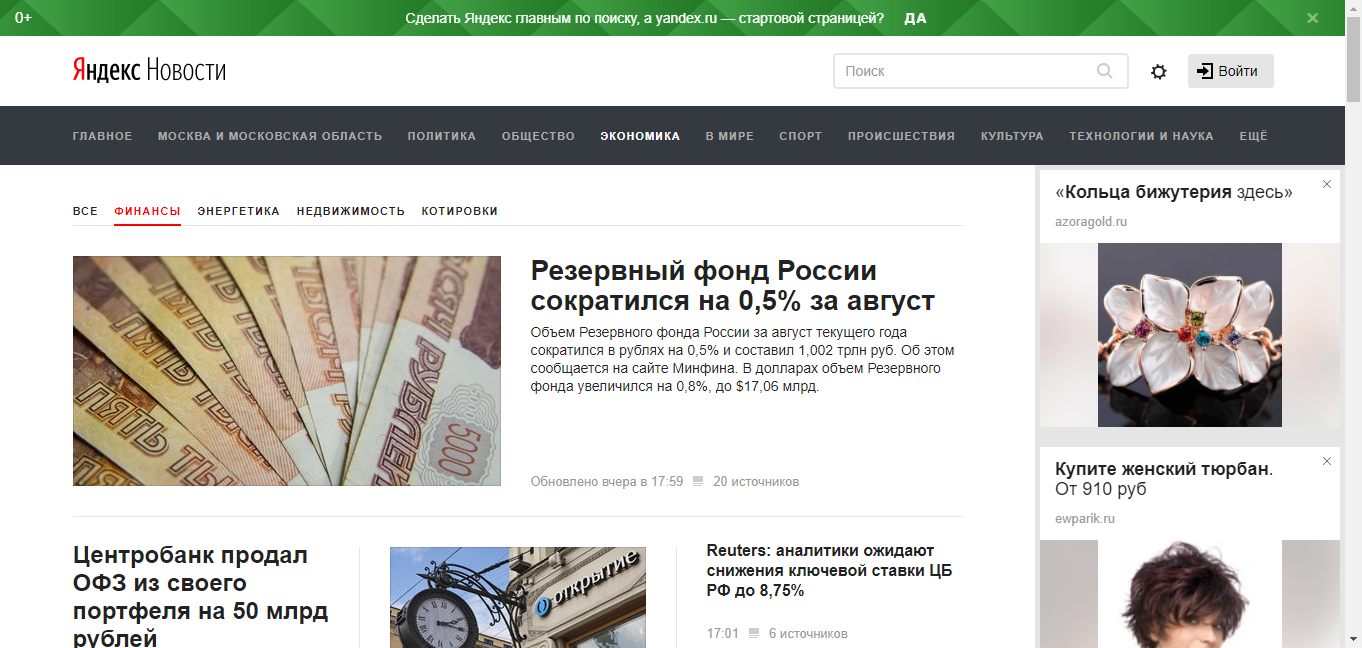 0+
Сделать Яндекс главным по поиску, а yandex.ru — стартовой страницей? ДА
Яндекс Новости
Поиск
Войти
ГЛАВНОЕ МОСКВА И МОСКОВСКАЯ ОБЛАСТЬ ПОЛИТИКА ОБЩЕСТВО ЭКОНОМИКА В МИРЕ СПОРТ ПРОИСШЕСТВИЯ КУЛЬТУРА ТЕХНОЛОГИИ И НАУКА ЕЩЁ
ВСЕ ФИНАНСЫ ЭНЕРГЕТИКА НЕДВИЖИМОСТЬ КОТИРОВКИ
ПЯТЬ ТЫ
РУБЛЕЙ
5000
Резервный фонд России
сократился на 0,5% за август
Объем Резервного фонда России за август текущего года
сократился в рублях на 0,5% и составил 1,002 трлн руб. Об этом
сообщается на сайте Минфина. В долларах объем Резервного
фонда увеличился на 0,8%, до $17,06 млрд.
Обновлено вчера в 17:59 20 источников
Центробанк продал
ОФЗ из своего
портфеля на 50 млрд
рублей
открытие
Reuters: аналитики ожидают
снижения ключевой ставки ЦБ
РФ до 8,75%
17:01 6 источников
«Кольца бижутерия здесь»
azoragold.ru
Купите женский тюрбан.
От 910 руб
ewparik.ru